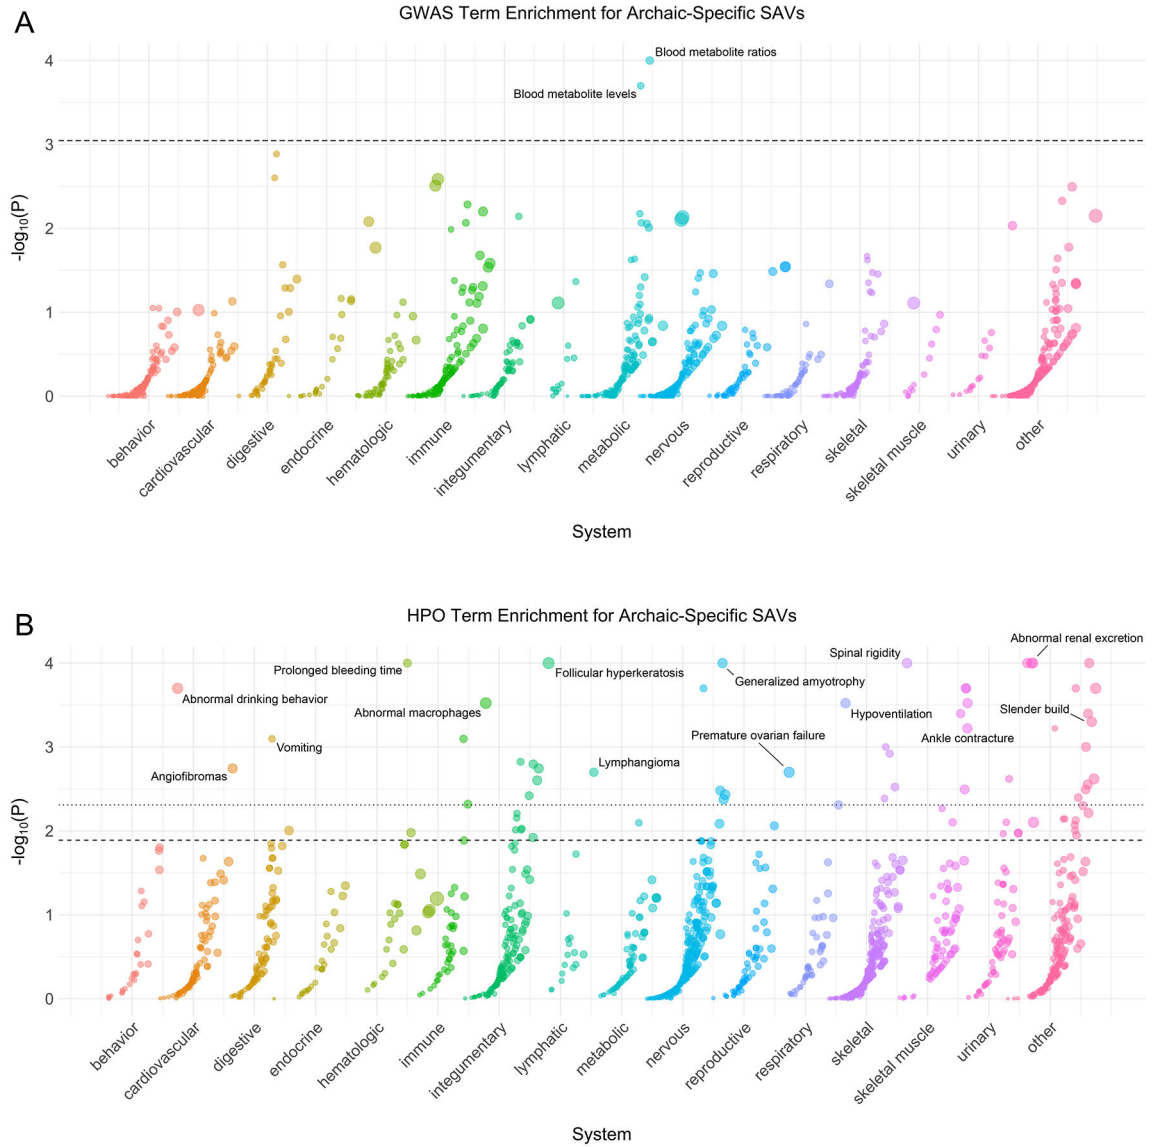 A
GWAS Term Enrichment for Archaic-Specific SAVs
Blood metabolite ratios
Blood metabolite levels
4
3
2
1
0
-log10(P)
behavior
cardiovascular
digestive
endocrine
hematologic
immune
integumentary
lymphatic
metabolic
nervous
reproductive
respiratory
skeletal
skeletal muscle
urinary
other
System
B
HPO Term Enrichment for Archaic-Specific SAVs
Abnormal renal excretion
Spinal rigidity
Prolonged bleeding time
Follicular hyperkeratosis
Generalized amyotrophy
Abnormal drinking behavior
Abnormal macrophages
Hypoventilation
Slender build
Premature ovarian failure
Ankle contracture
Vomiting
Lymphangioma
Angiofibromas
4
3
2
1
0
-log10(P)
behavior
cardiovascular
digestive
endocrine
hematologic
immune
integumentary
lymphatic
metabolic
nervous
reproductive
respiratory
skeletal
skeletal muscle
urinary
other
System